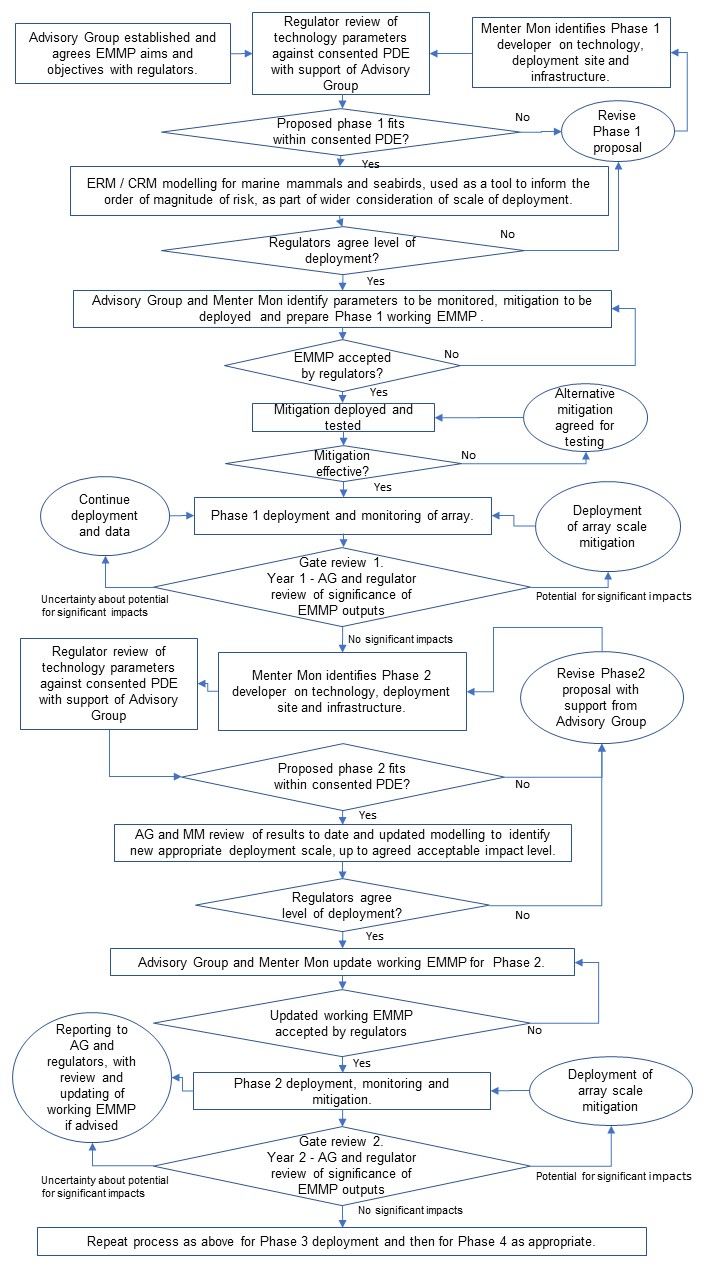 Advisory Group established and
agrees EMMP aims and
objectives with regulators.
Regulator review of
technology parameters
against consented PDE
with support of Advisory
Group
Menter Mon identifies Phase 1
developer on technology,
deployment site and
infrastructure.
Proposed phase 1 fits
within consented PDE?
No
Revise
Phase 1
proposal
Yes
ERM / CRM modelling for marine mammals and seabirds, used as a tool to inform the
order of magnitude of risk, as part of wider consideration of scale of deployment.
Regulators agree level of
deployment?
No
Yes
Advisory Group and Menter Mon identify parameters to be monitored, mitigation to be
deployed and prepare Phase 1 working EMMP .
EMMP accepted
by regulators?
No
Yes
Mitigation deployed and
tested
Alternative
mitigation
agreed for
testing
Mitigation
effective?
No
Yes
Continue
deployment
and data
Phase 1 deployment and monitoring of array.
Deployment
of array scale
mitigation
Gate review 1.
Year 1 - AG and regulator
review of significance of
EMMP outputs
Uncertainty about potential
for significant impacts
Potential for significant impacts
No significant impacts
Regulator review of
technology parameters
against consented PDE
with support of Advisory
Group
Menter Mon identifies Phase 2
developer on technology, deployment
site and infrastructure.
Revise Phase2
proposal with
support from
Advisory Group
Proposed phase 2 fits
within consented PDE?
No
Yes
AG and MM review of results to date and updated modelling to identify
new appropriate deployment scale, up to agreed acceptable impact level.
Regulators agree
level of deployment?
No
Yes
Advisory Group and Menter Mon update working EMMP for Phase 2.
Updated working EMMP
accepted by regulators
No
Yes
Reporting to
AG and
regulators, with
review and
updating of
working EMMP
if advised
Phase 2 deployment, monitoring and
mitigation.
Deployment of
array scale
mitigation
Gate review 2.
Year 2 - AG and regulator
review of significance of
EMMP outputs
Uncertainty about potential
for significant impacts
Potential for significant impacts
No significant impacts
Repeat process as above for Phase 3 deployment and then for Phase 4 as appropriate.